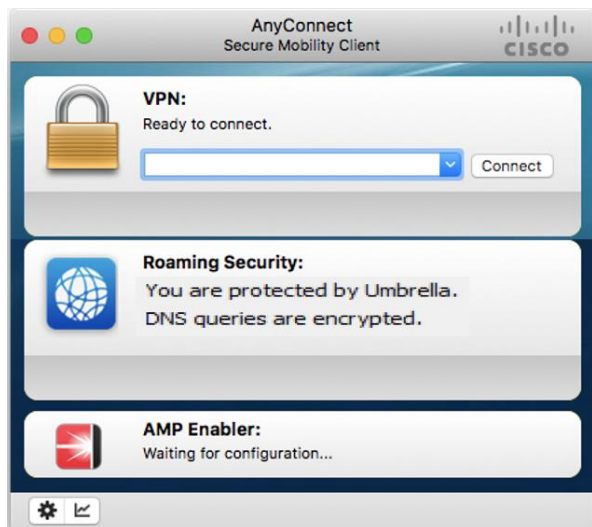 AnyConnect
Secure Mobility Client
CISCO
VPN:
Ready to connect.
Connect
Roaming Security:
You are protected by Umbrella.
DNS queries are encrypted.
AMP Enabler:
Waiting for configuration...